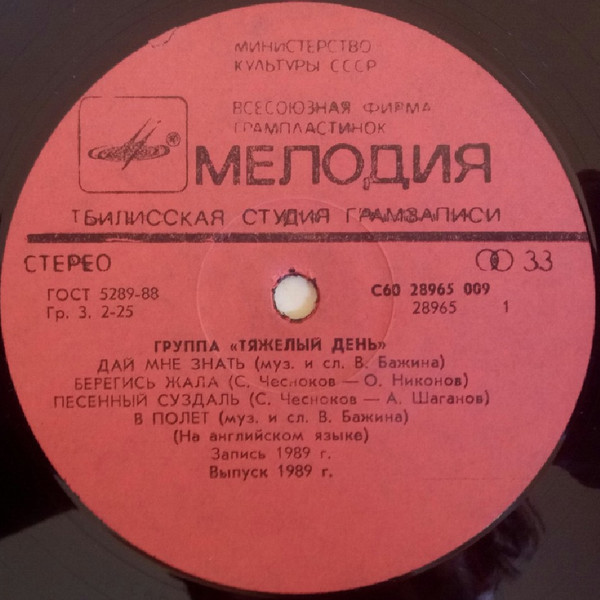 МИНИСТЕРСТВО
КУЛЬТУРЫ СССР
ВСЕСОЮЗНАЯ ФИРМА
ГРАМПЛАСТИНОК
®
МЕЛОДИЯ
ТБИЛИССКАЯ СТУДИЯ ГРАМЗАПИСИ
СТЕРЕО 33
ГОСТ 5289-88 С60 28965 009
Гр. 3. 2-25 28965 1
ГРУППА «ТЯЖЕЛЫЙ ДЕНЬ»
ДАЙ МНЕ ЗНАТЬ (муз. и сл. В. Бажина)
БЕРЕГИСЬ ЖАЛА (С. Чесноков — О. Никонов)
ПЕСЕННЫЙ СУЗДАЛЬ (С. Чесноков — А. Шаганов)
В ПОЛЕТ (муз. и сл. В. Бажина)
(На английском языке)
Запись 1989 г.
Выпуск 1989 г.